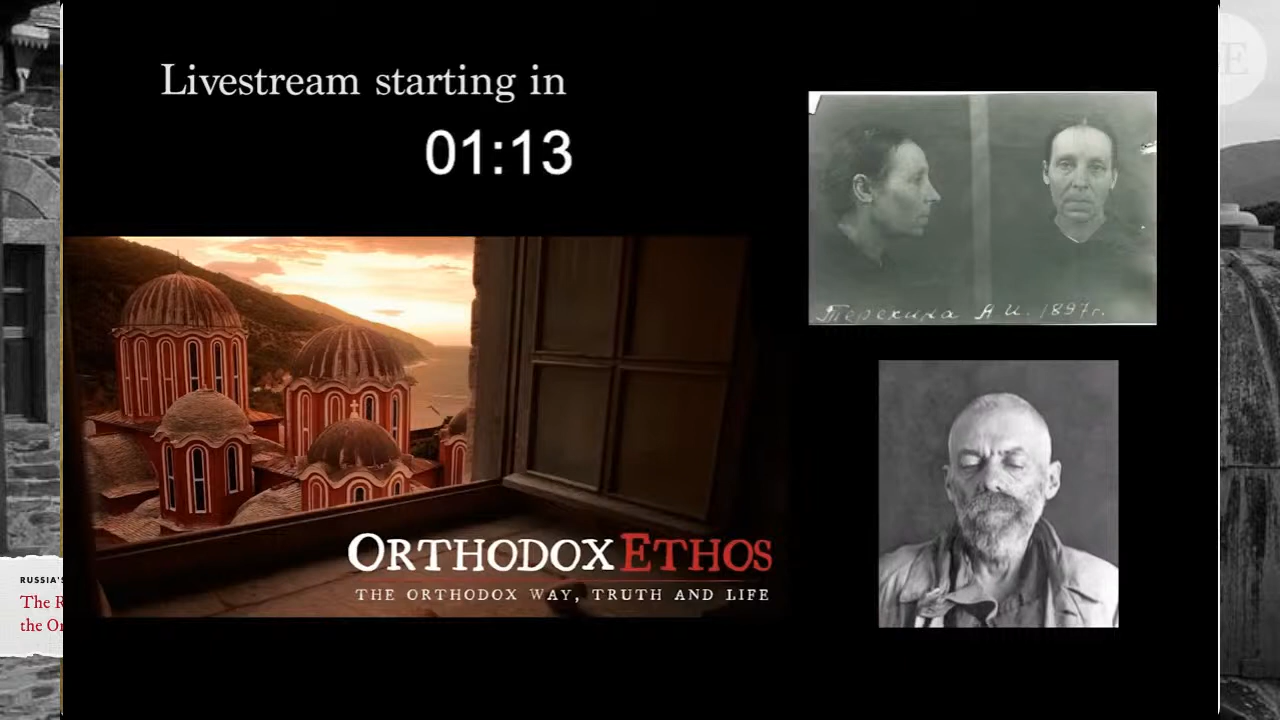 Livestream starting in
01:13
Терехина А И. 1897г.
ORTHODOX ETHOS
THE ORTHODOX WAY, TRUTH AND LIFE
RUSSIA'S
The R
the Or
E